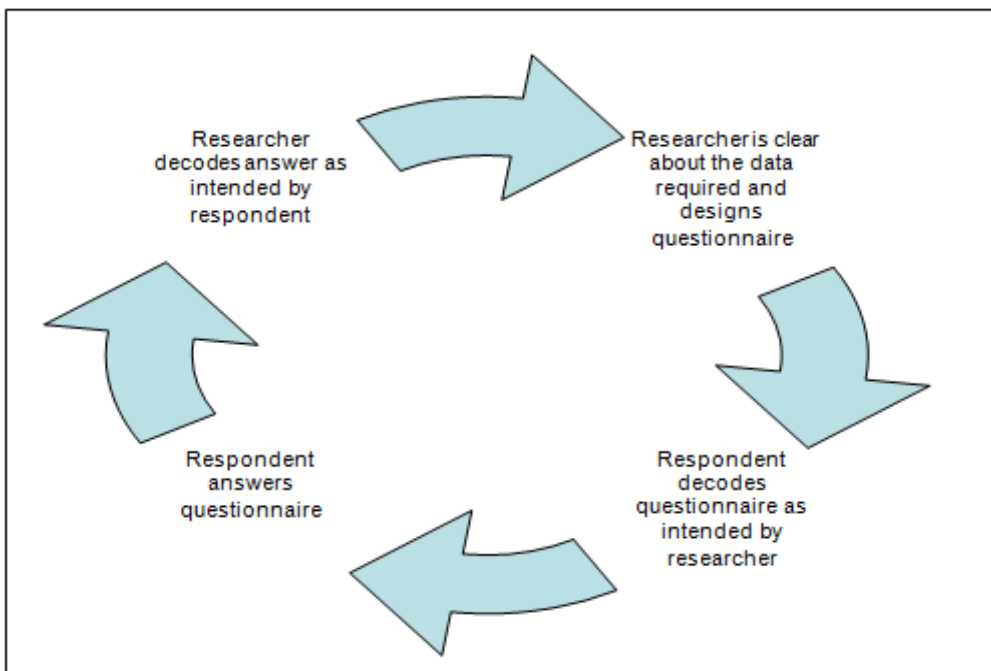 Researcher
decodes answer as
intended by
respondent
Researcher is clear
about the data
required and
designs
questionnaire
Respondent
decodes
questionnaire as
intended by
researcher
Respondent
answers
questionnaire